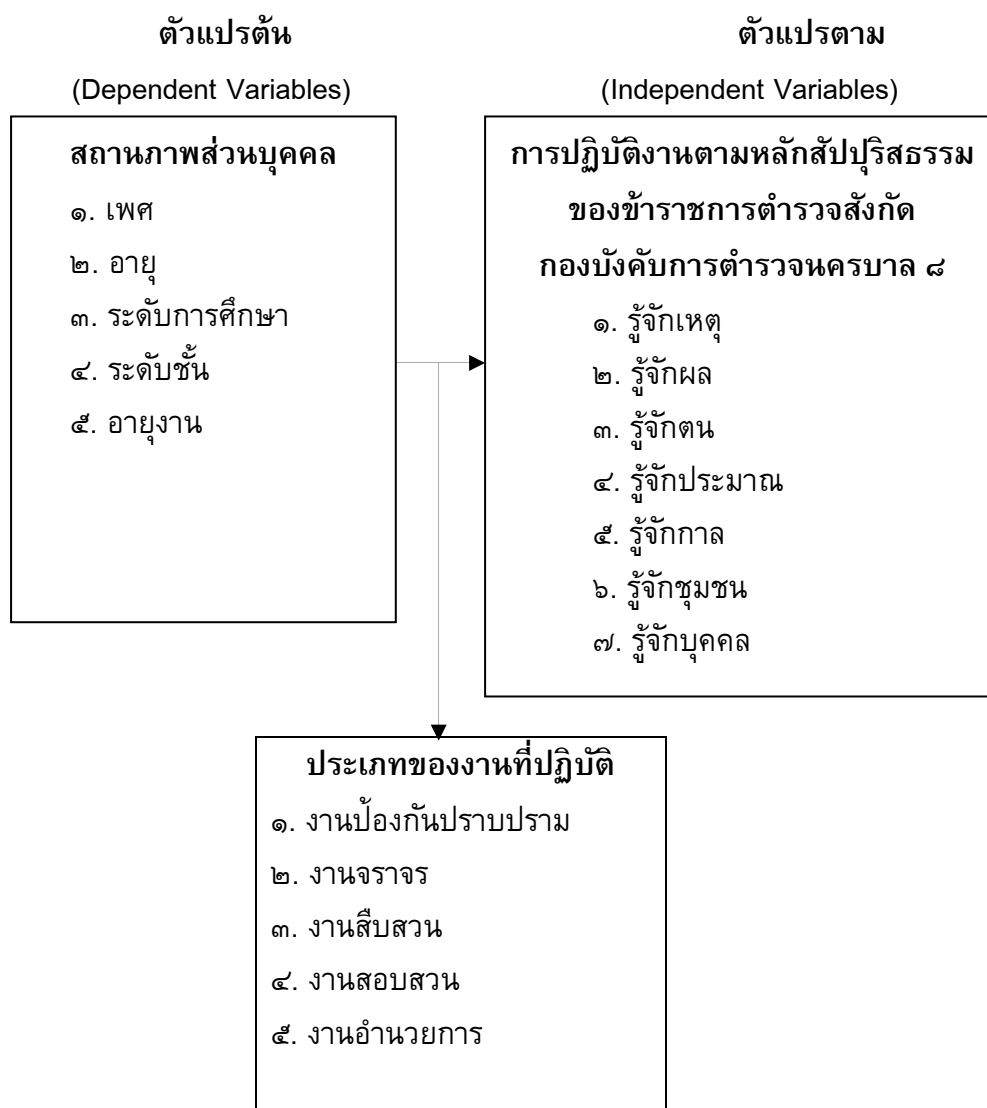 ตัวแปรต้น
(Dependent Variables)
สถานภาพส่วนบุคคล
๑. เพศ
๒. อายุ
๓. ระดับการศึกษา
๔. ระดับชั้น
๕. อายุงาน
ตัวแปรตาม
(Independent Variables)
การปฏิบัติงานตามหลักสัปปุริสธรรม
ของข้าราชการตำรวจสังกัด
กองบังคับการตำรวจนครบาล ๘
๑. รู้จักเหตุ
๒. รู้จักผล
๓. รู้จักตน
๔. รู้จักประมาณ
๕. รู้จักกาล
๖. รู้จักชุมชน
๗. รู้จักบุคคล
ประเภทของงานที่ปฏิบัติ
๑. งานป้องกันปราบปราม
๒. งานจราจร
๓. งานสืบสวน
๔. งานสอบสวน
๕. งานอำนวยการ